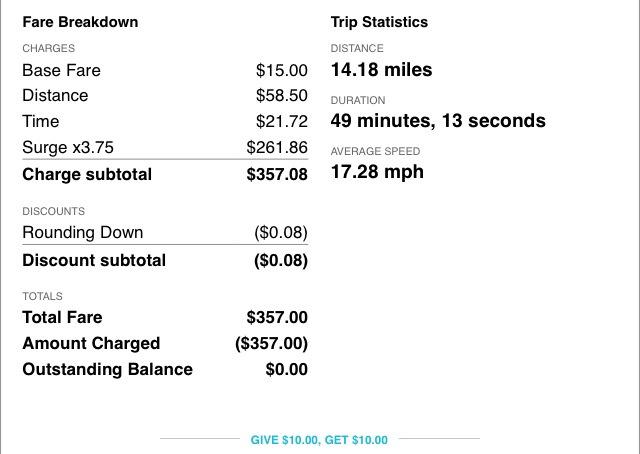 Fare Breakdown
CHARGES
Base Fare $15.00
Distance $58.50
Time $21.72
Surge x3.75 $261.86
Charge subtotal $357.08
DISCOUNTS
Rounding Down ($0.08)
Discount subtotal ($0.08)
TOTALS
Total Fare $357.00
Amount Charged ($357.00)
Outstanding Balance $0.00
Trip Statistics
DISTANCE
14.18 miles
DURATION
49 minutes, 13 seconds
AVERAGE SPEED
17.28 mph
GIVE $10.00, GET $10.00